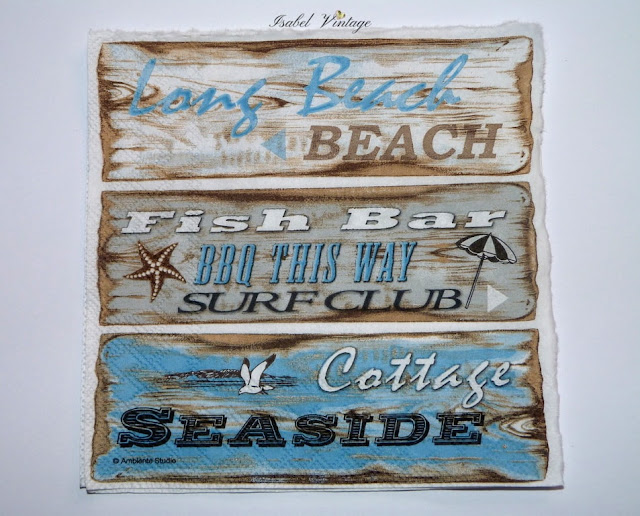 Isabel Vintage
Long Beach
BEACH
Fish Bar
BBQ THIS WAY
SURF CLUB
Cottage
SEASIDE
© Ambiente Studio